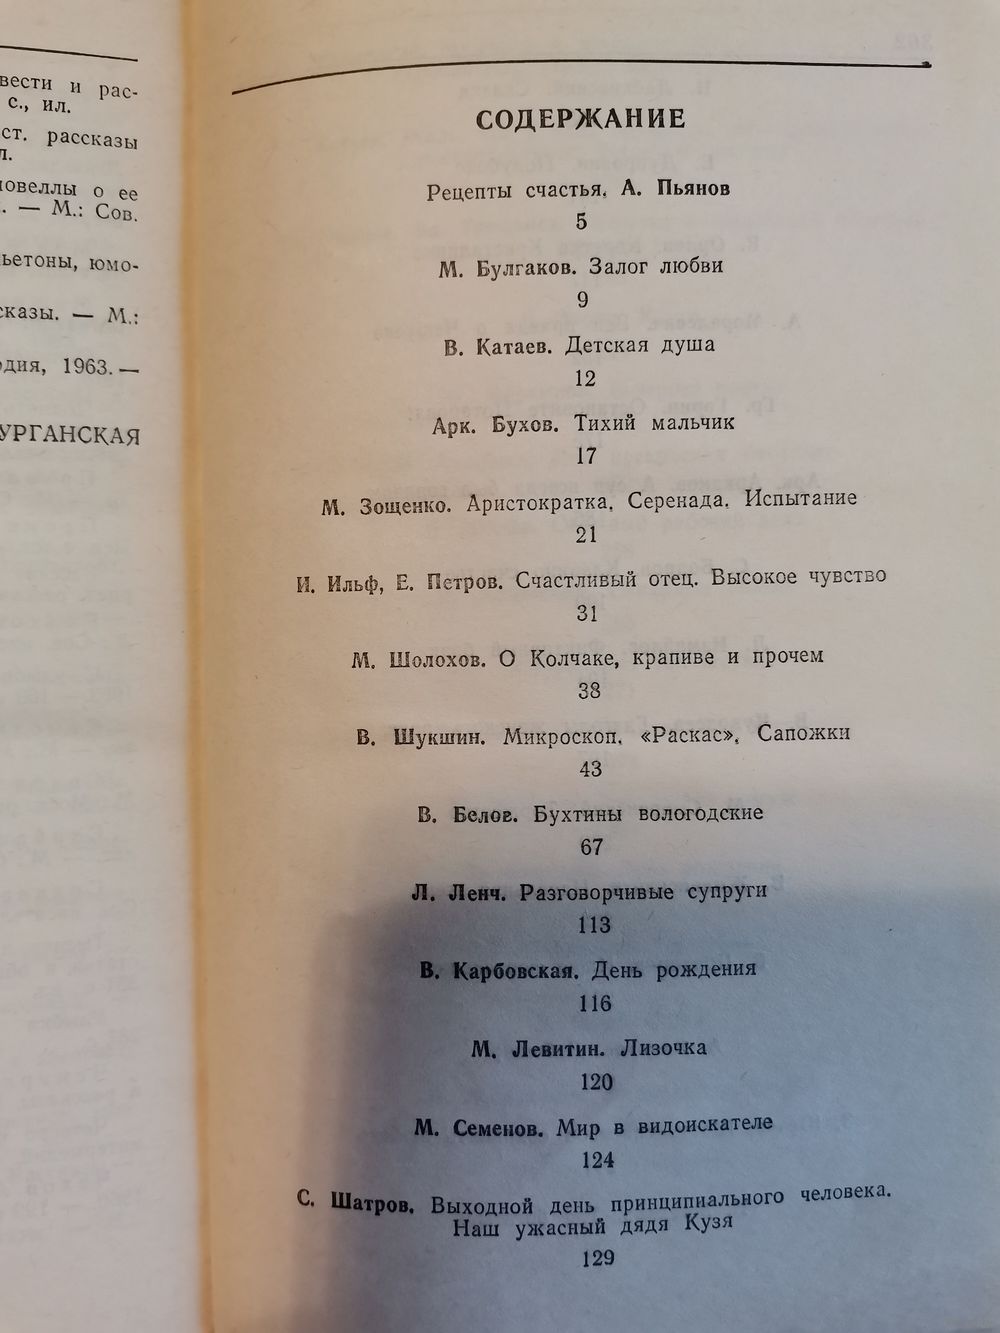 вести и рас-
с., ил.
ст. рассказы
л.
новеллы о ее
— М.: Сов.
ьетоны, юмо-
сказы. — М.:
одия, 1963. —
УРГАНСКАЯ
СОДЕРЖАНИЕ
Рецепты счастья. А. Пьянов
5
М. Булгаков. Залог любви
9
В. Катаев. Детская душа
12
Арк. Бухов. Тихий мальчик
17
М. Зощенко. Аристократка. Серенада. Испытание
21
И. Ильф, Е. Петров. Счастливый отец. Высокое чувство
31
М. Шолохов. О Колчаке, крапиве и прочем
38
В. Шукшин. Микроскоп. «Раскас». Сапожки
43
В. Белов. Бухтины вологодские
67
Л. Ленч. Разговорчивые супруги
113
В. Карбовская. День рождения
116
М. Левитин. Лизочка
120
М. Семенов. Мир в видоискателе
124
С. Шатров. Выходной день принципиального человека.
Наш ужасный дядя Кузя
129